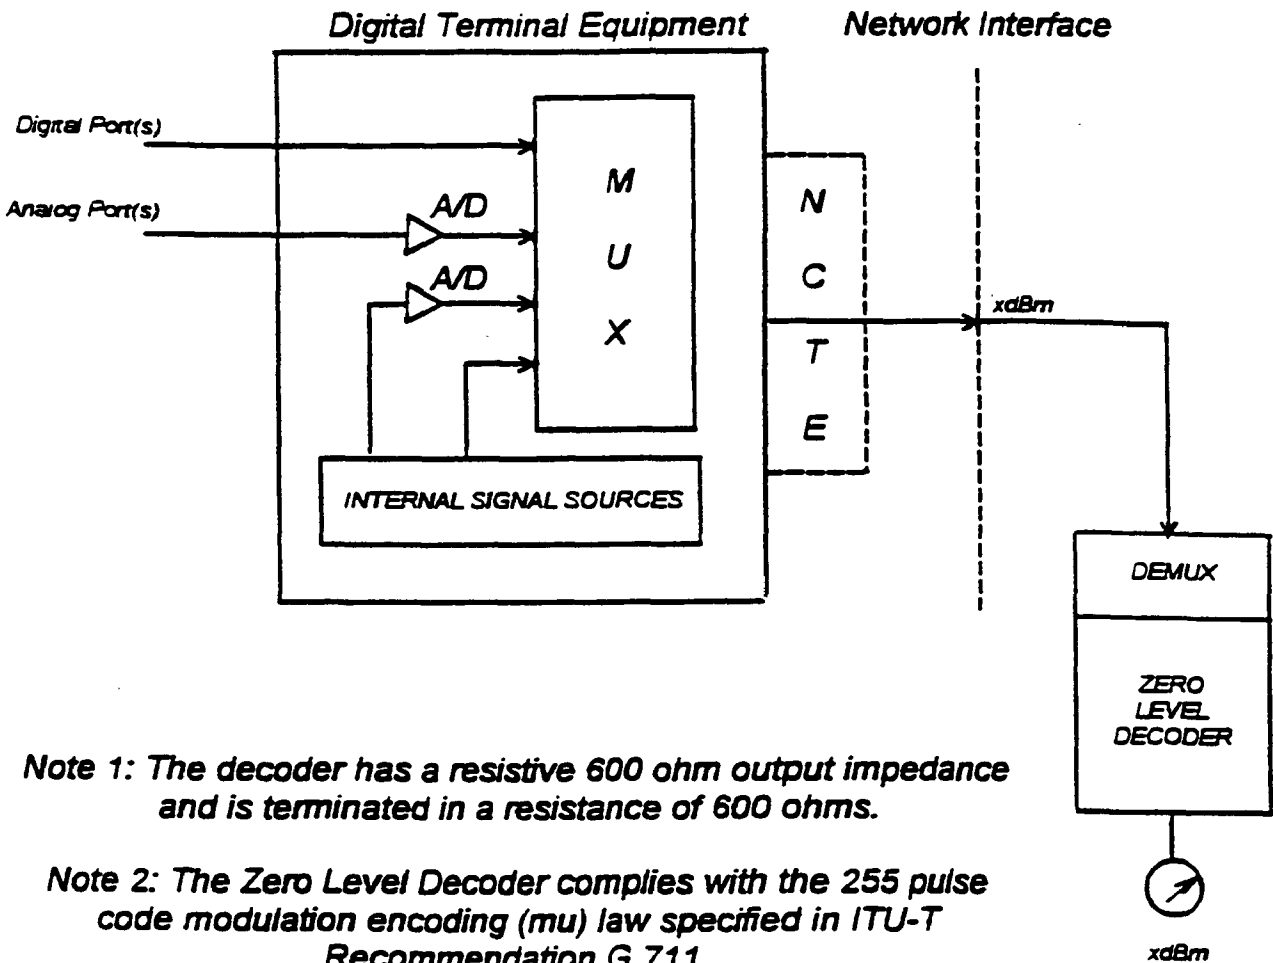 Digital Terminal Equipment
Network Interface
Digital Port(s)
Analog Port(s)
A/D
A/D
M
U
X
N
C
T
E
xdBm
INTERNAL SIGNAL SOURCES
DEMUX
ZERO
LEVEL
DECODER
Note 1: The decoder has a resistive 600 ohm output impedance
and is terminated in a resistance of 600 ohms.
Note 2: The Zero Level Decoder complies with the 255 pulse
code modulation encoding (mu) law specified in ITU-T
Recommendation G.711
xdBm